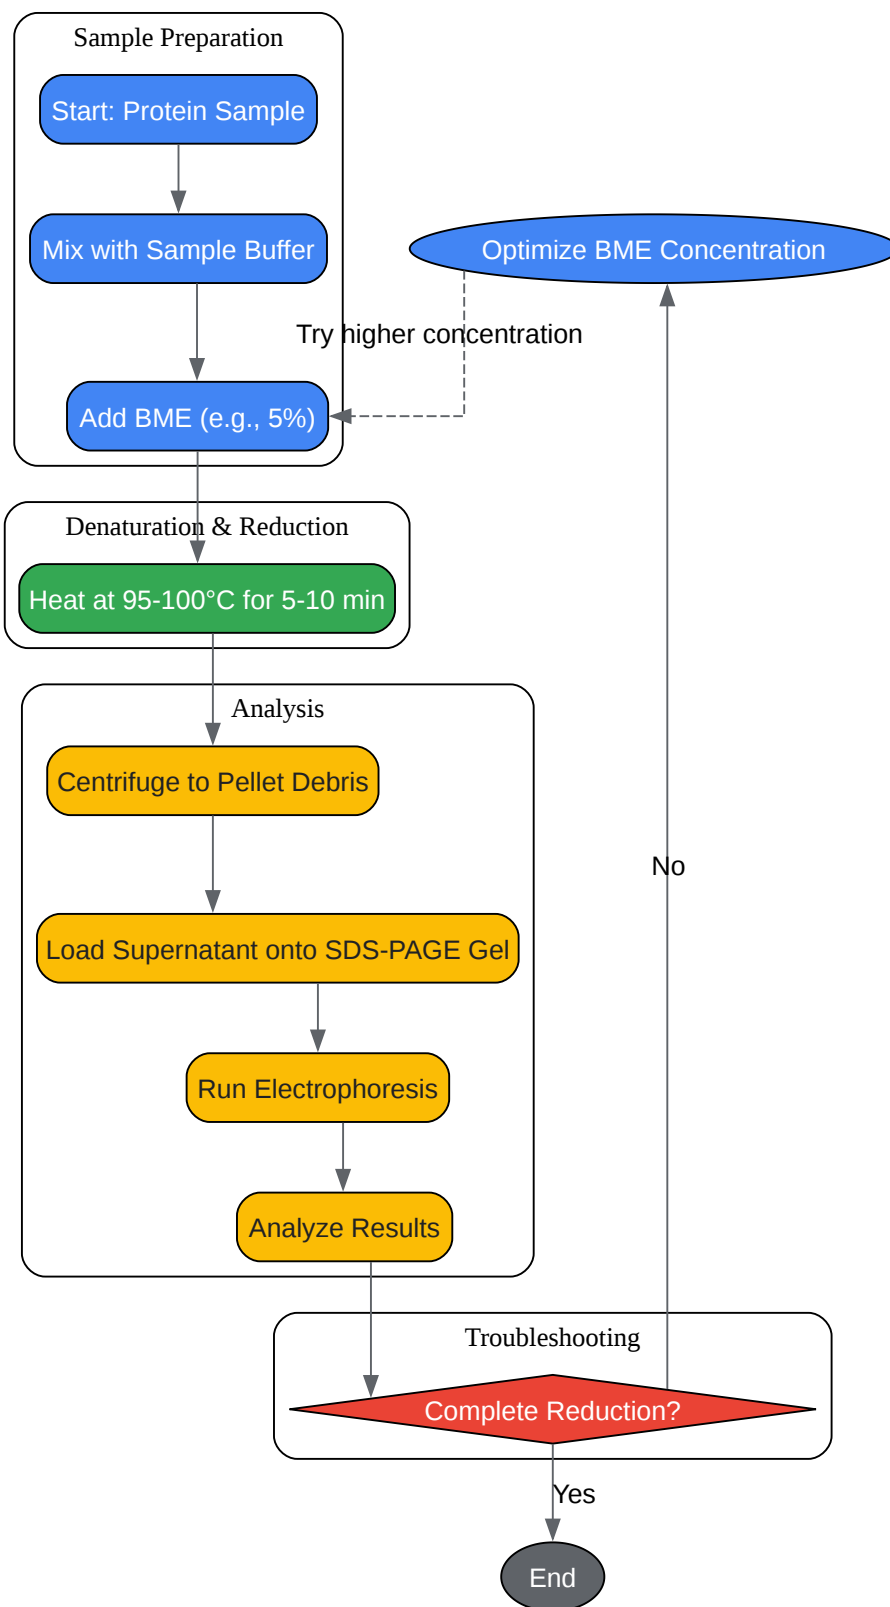 Sample Preparation
Start: Protein Sample
Mix with Sample Buffer
Optimize BME Concentration
Try higher concentration
Add BME (e.g., 5%)
Denaturation & Reduction
Heat at 95-100°C for 5-10 min
Analysis
Centrifuge to Pellet Debris
No
Load Supernatant onto SDS-PAGE Gel
Run Electrophoresis
Analyze Results
Troubleshooting
Complete Reduction?
Yes
End